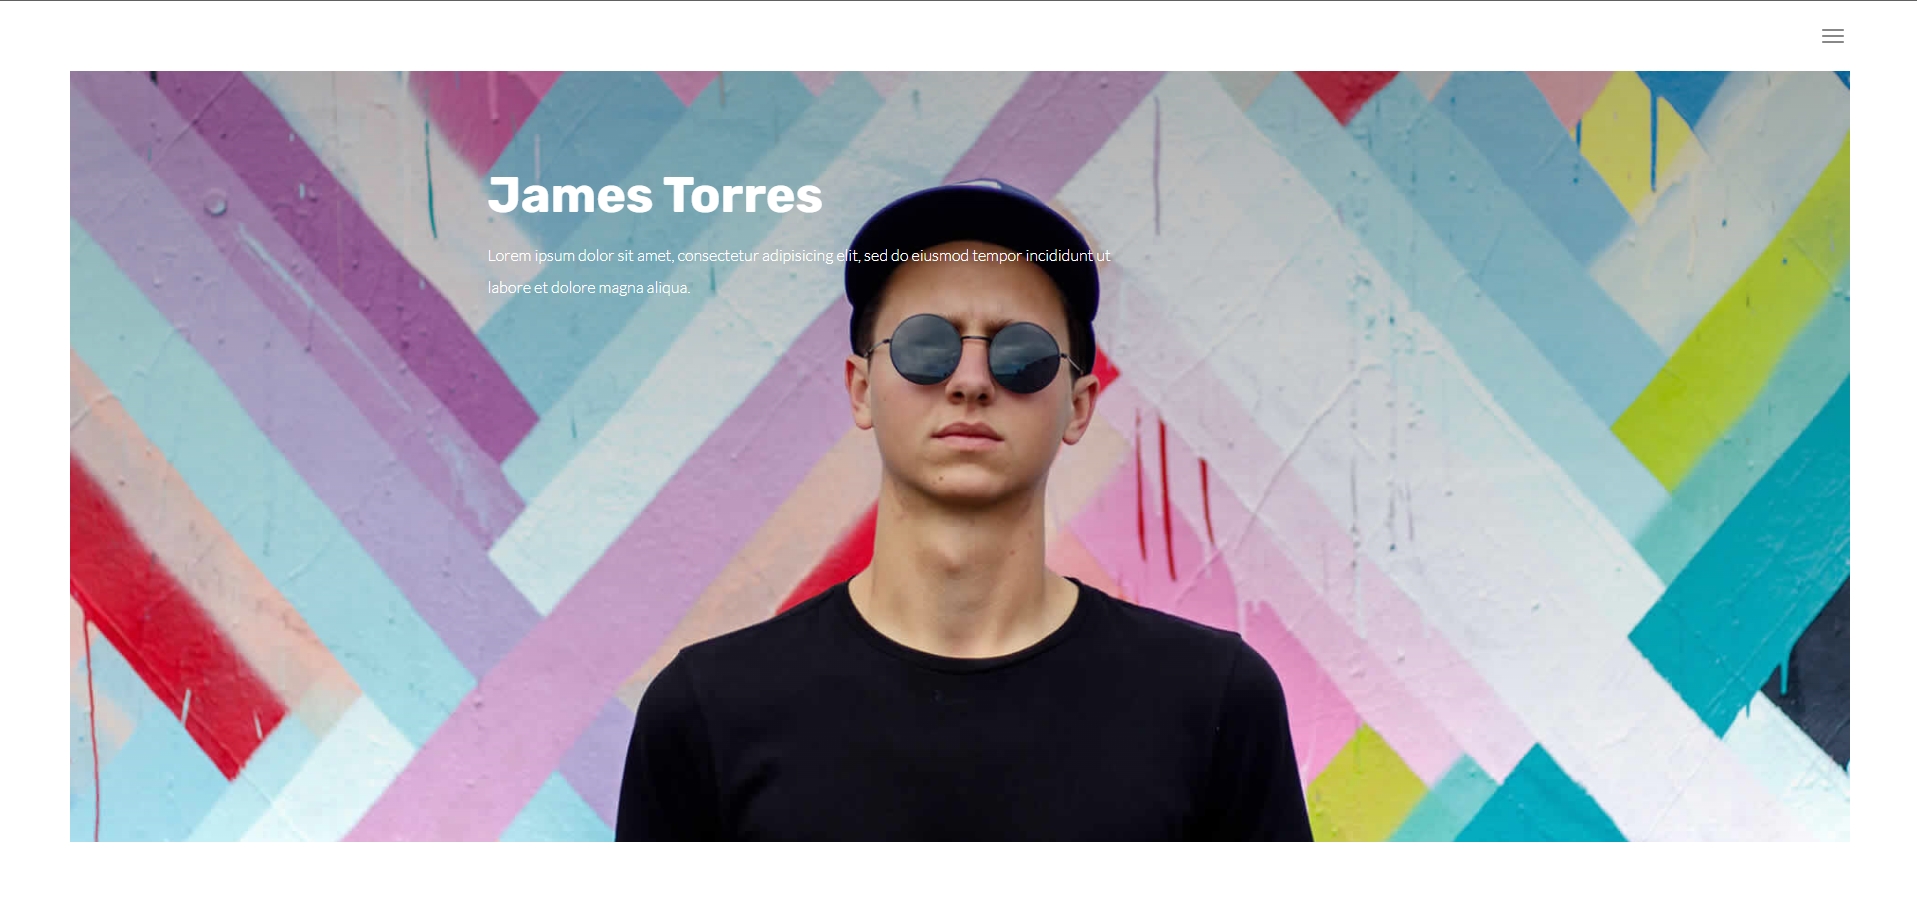 James Torres
Lorem ipsum dolor sit amet, consectetur adipisicing elit, sed do eiusmod tempor incididunt ut
labore et dolore magna aliqua.